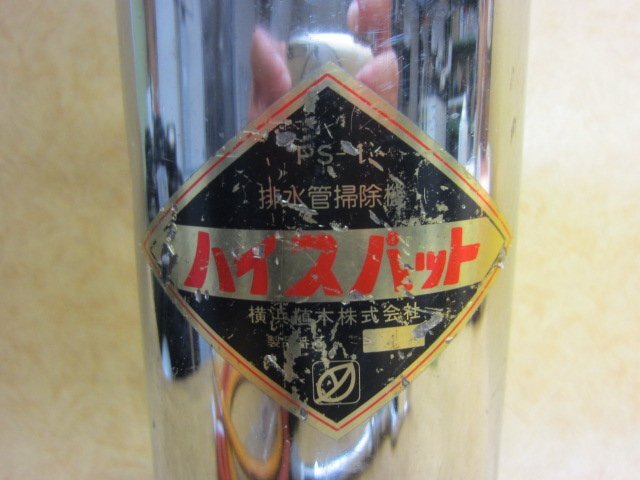 PS-1
排水管掃除機
ハイスパット
横浜植本株式会社